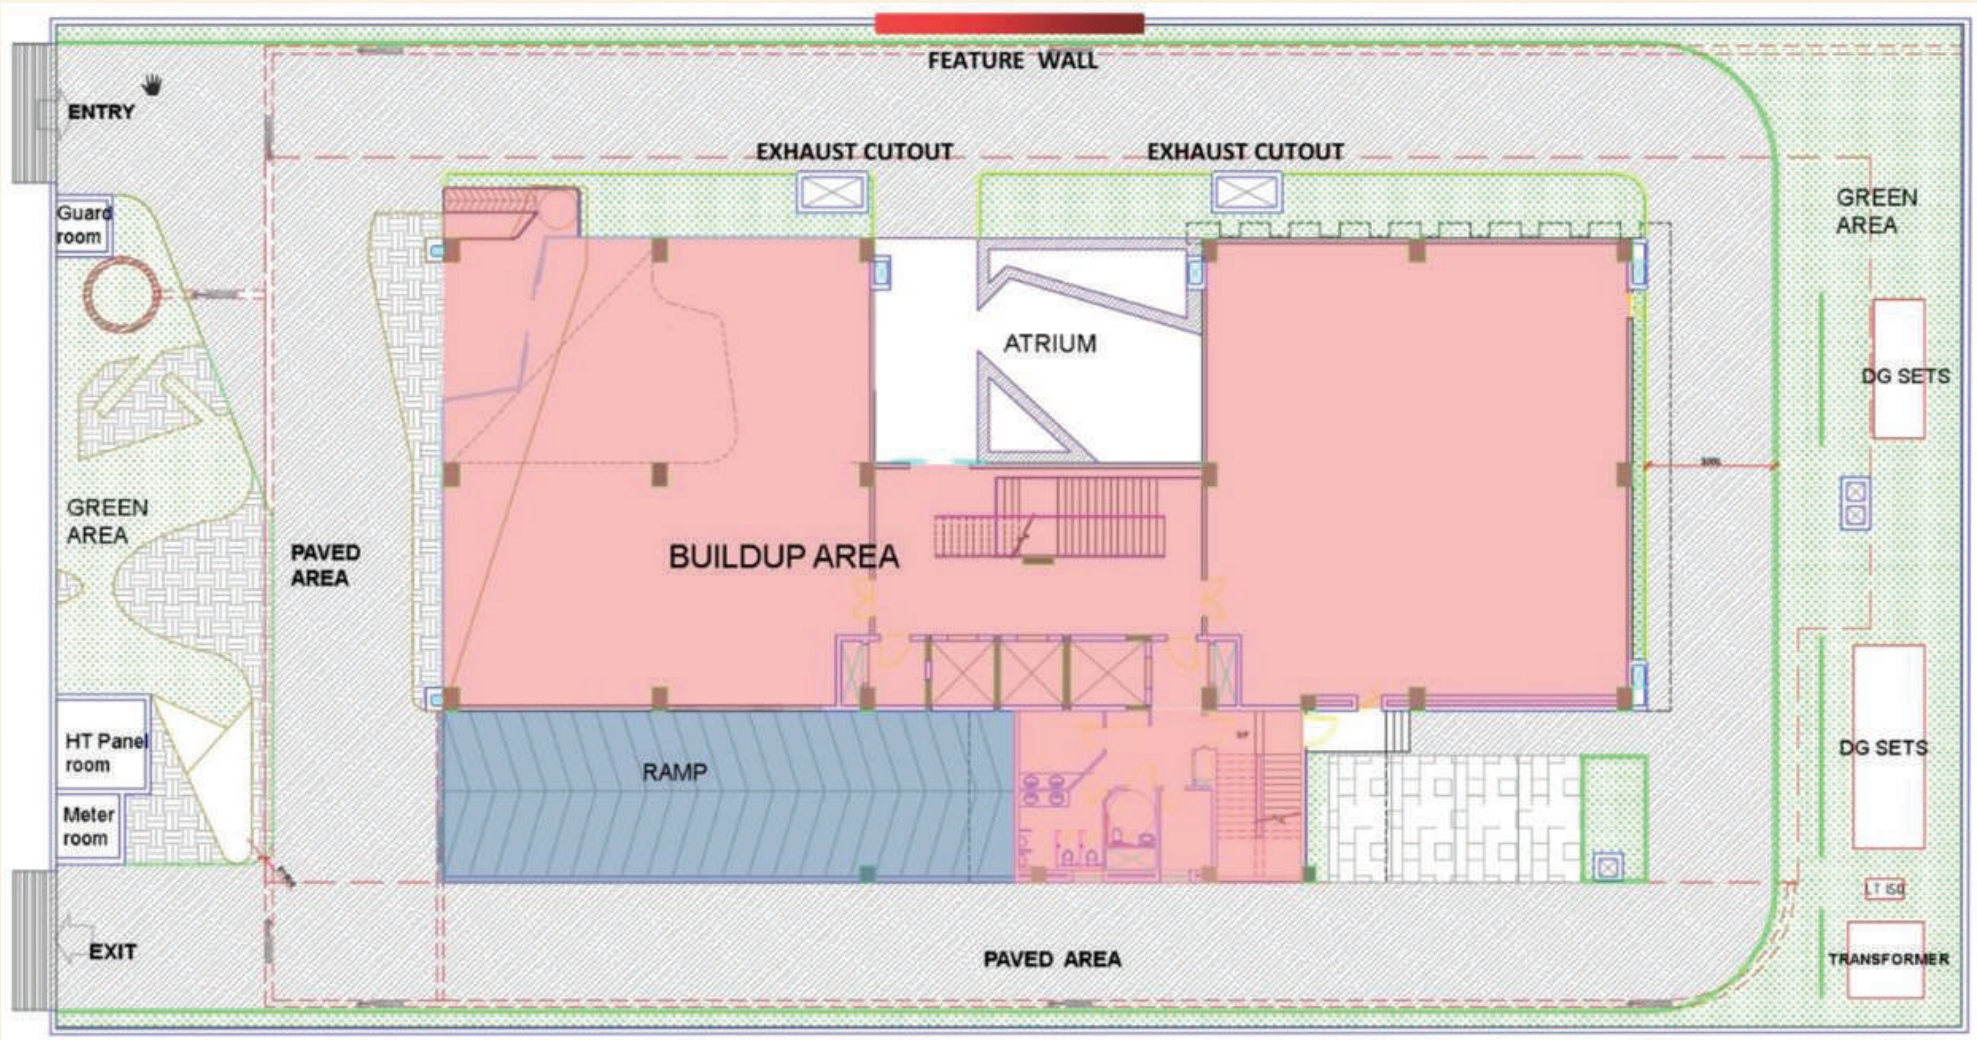 FEATURE WALL
ENTRY
EXHAUST CUTOUT
EXHAUST CUTOUT
Guard
room
GREEN
AREA
ATRIUM
DG SETS
GREEN
AREA
PAVED
AREA
BUILDUP AREA
HT Panel
room
RAMP
DG SETS
Meter
room
LT ISO
EXIT
PAVED AREA
TRANSFORMER